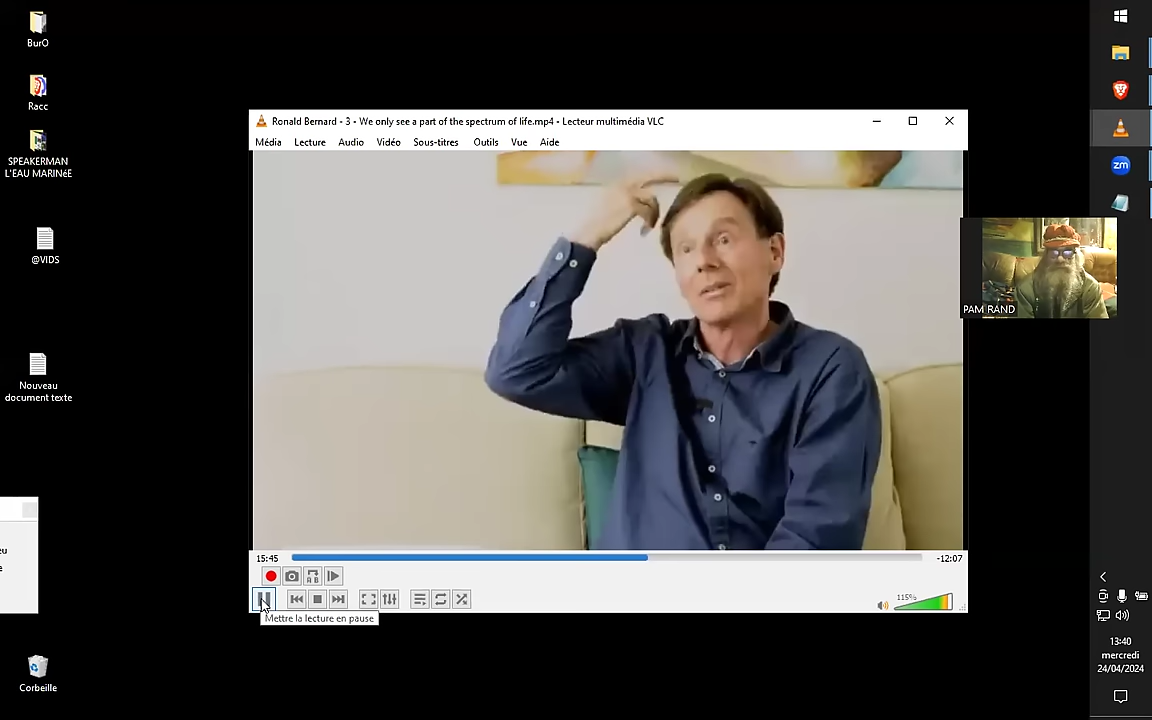 BurO
Racc
SPEAKERMAN
L'EAU MARINéE
@VIDS
Nouveau
document texte
Corbeille
Ronald Bernard - 3 - We only see a part of the spectrum of life.mp4 - Lecteur multimédia VLC
Média Lecture Audio Vidéo Sous-titres Outils Vue Aide
15:45
-12:07
A B
115%
Mettre la lecture en pause
zm
PAM RAND
13:40
mercredi
24/04/2024